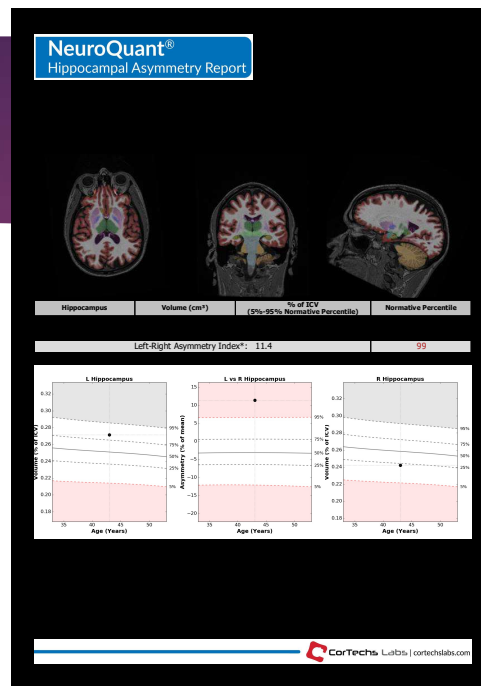 NeuroQuant®
Hippocampal Asymmetry Report
Hippocampus
Volume (cm³)
% of ICV
(5%-95% Normative Percentile)
Normative Percentile
Left-Right Asymmetry Index*: 11.4
99
L Hippocampus
Volume (% of ICV)
0.32
0.30
0.28
0.26
0.24
0.22
0.20
0.18
95%
75%
50%
25%
5%
35 40 45 50
Age (Years)
L vs R Hippocampus
Asymmetry (% of mean)
15
10
5
0
−5
−10
−15
−20
95%
75%
50%
25%
5%
35 40 45 50
Age (Years)
R Hippocampus
Volume (% of ICV)
0.32
0.30
0.28
0.26
0.24
0.22
0.20
0.18
95%
75%
50%
25%
5%
35 40 45 50
Age (Years)
CorTechs Labs | cortechslabs.com